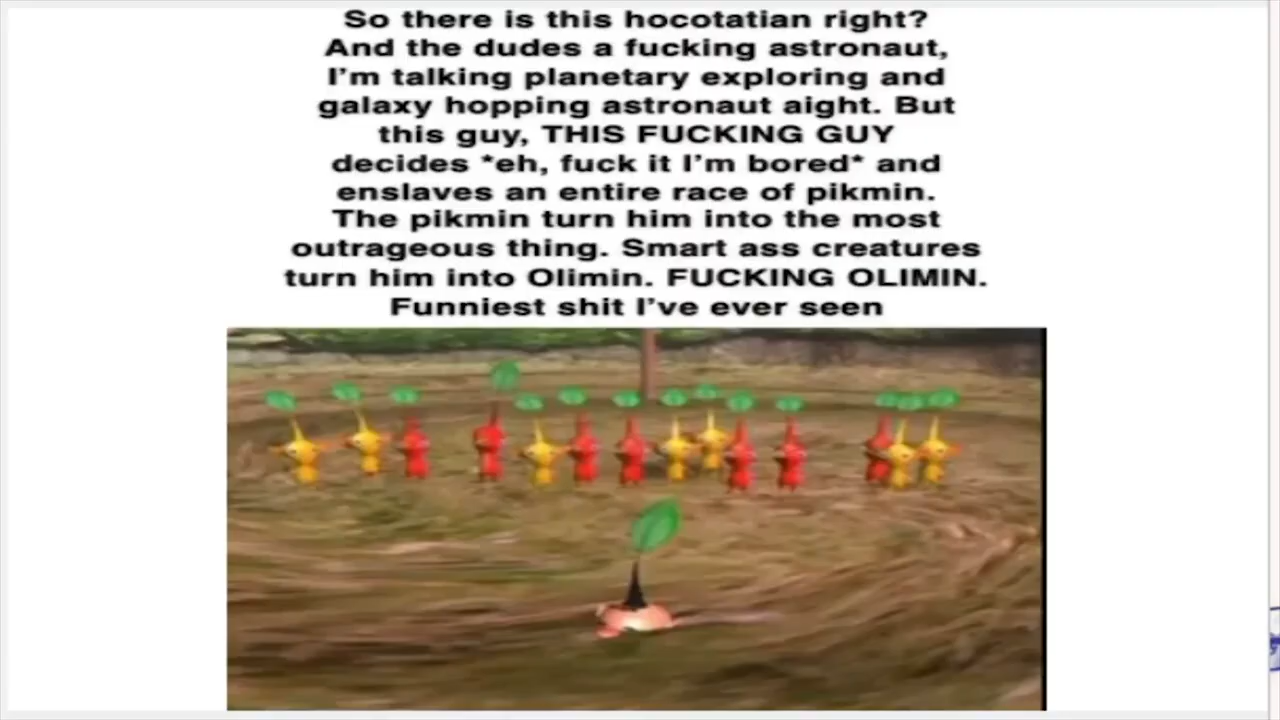 So there is this hocotatian right?
And the dudes a fucking astronaut,
I'm talking planetary exploring and
galaxy hopping astronaut aight. But
this guy, THIS FUCKING GUY
decides *eh, fuck it I'm bored* and
enslaves an entire race of pikmin.
The pikmin turn him into the most
outrageous thing. Smart ass creatures
turn him into Olimin. FUCKING OLIMIN.
Funniest shit I've ever seen